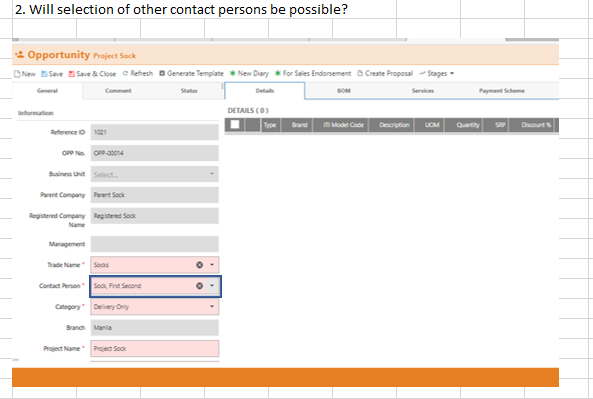 2. Will selection of other contact persons be possible?
Opportunity Project Sock
New Save Save & Close Refresh Generate Template New Diary For Sales Endorsement Create Proposal Stages
General Comment Status Details BOM Services Payment Scheme
Information
DETAILS ( 0 )
Type Brand ITI Model Code Description UOM Quantity SRP Discount %
Reference ID 1021
OPP No. OPP-00014
Business Unit Select...
Parent Company Parent Sock
Registered Company Name Registered Sock
Management
Trade Name * Socks
Contact Person * Sock, First Second
Category * Delivery Only
Branch Manila
Project Name * Project Sock